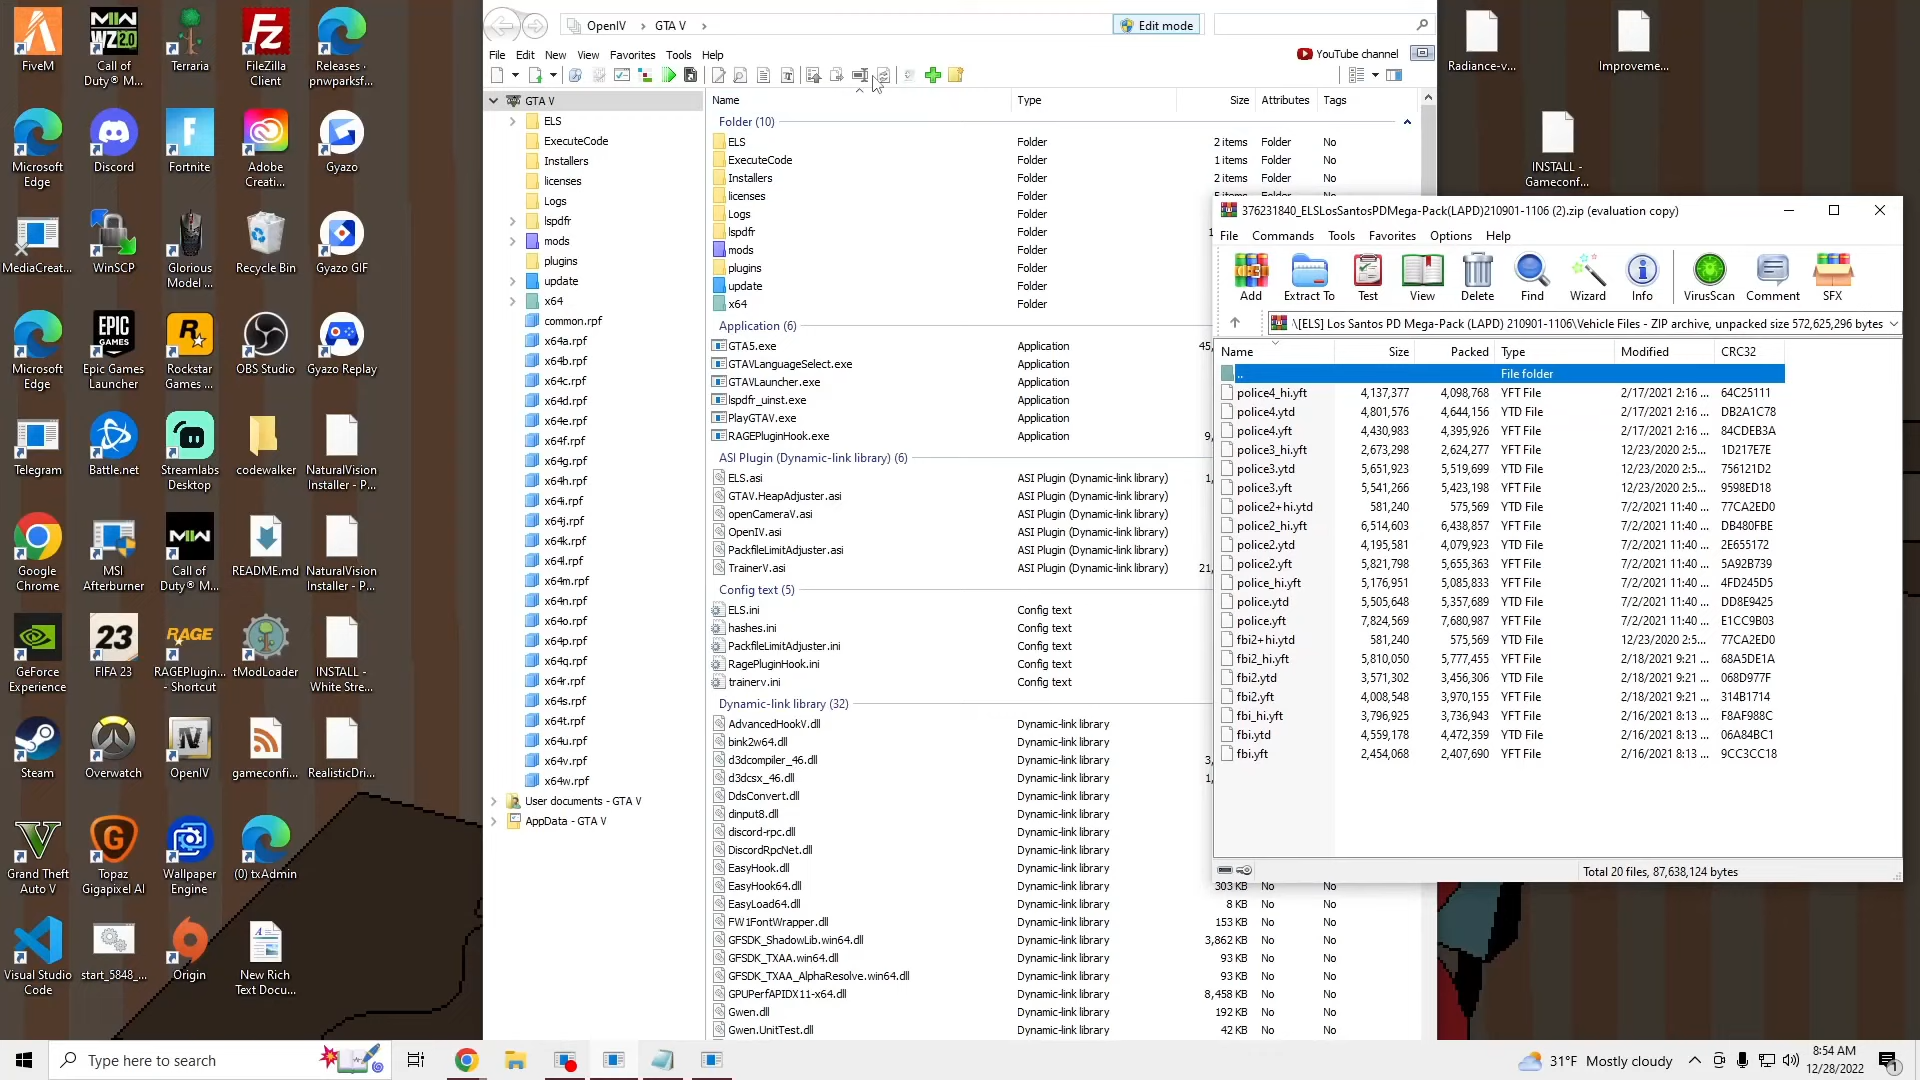 FiveM
Call of
Duty® M...
Terraria
FileZilla
Client
Releases ·
pnwparksf...
Microsoft
Edge
Discord
Fortnite
Adobe
Creati...
Gyazo
MediaCreat...
WinSCP
Glorious
Model ...
Recycle Bin
Gyazo GIF
Microsoft
Edge
Epic Games
Launcher
Rockstar
Games ...
OBS Studio
Gyazo Replay
Telegram
Battle.net
Streamlabs
Desktop
codewalker
NaturalVision
Installer - P...
Google
Chrome
MSI
Afterburner
Call of
Duty® M...
README.md
NaturalVision
Installer - P...
GeForce
Experience
FIFA 23
RAGEPlugin...
- Shortcut
tModLoader
INSTALL -
White Stre...
Steam
Overwatch
OpenIV
gameconfi...
RealisticDri...
Grand Theft
Auto V
Topaz
Gigapixel AI
Wallpaper
Engine
(0) txAdmin
Visual Studio
Code
start_5848_...
Origin
New Rich
Text Docu...
OpenIV
GTA V
Edit mode
File Edit New View Favorites Tools Help
YouTube channel
GTA V
ELS
ExecuteCode
Installers
licenses
Logs
lspdfr
mods
plugins
update
x64
common.rpf
x64a.rpf
x64b.rpf
x64c.rpf
x64d.rpf
x64e.rpf
x64f.rpf
x64g.rpf
x64h.rpf
x64i.rpf
x64j.rpf
x64k.rpf
x64l.rpf
x64m.rpf
x64n.rpf
x64o.rpf
x64p.rpf
x64q.rpf
x64r.rpf
x64s.rpf
x64t.rpf
x64u.rpf
x64v.rpf
x64w.rpf
User documents - GTA V
AppData - GTA V
Name Type Size Attributes Tags
Folder (10)
ELS Folder 2 items Folder No
ExecuteCode Folder 1 items Folder No
Installers Folder 2 items Folder No
licenses Folder
Logs Folder
lspdfr Folder
mods Folder
plugins Folder
update Folder
x64 Folder
Application (6)
GTA5.exe Application 45,
GTAVLanguageSelect.exe Application
GTAVLauncher.exe Application
lspdfr_uinst.exe Application
PlayGTAV.exe Application
RAGEPluginHook.exe Application 9,
ASI Plugin (Dynamic-link library) (6)
ELS.asi ASI Plugin (Dynamic-link library) 1,
GTAV.HeapAdjuster.asi ASI Plugin (Dynamic-link library)
openCameraV.asi ASI Plugin (Dynamic-link library)
OpenIV.asi ASI Plugin (Dynamic-link library)
PackfileLimitAdjuster.asi ASI Plugin (Dynamic-link library)
TrainerV.asi ASI Plugin (Dynamic-link library) 21,
Config text (5)
ELS.ini Config text
hashes.ini Config text
PackfileLimitAdjuster.ini Config text
RagePluginHook.ini Config text
trainerv.ini Config text
Dynamic-link library (32)
AdvancedHookV.dll Dynamic-link library
bink2w64.dll Dynamic-link library
d3dcompiler_46.dll Dynamic-link library 3,
d3dcsx_46.dll Dynamic-link library 1,
DdsConvert.dll Dynamic-link library
dinput8.dll Dynamic-link library
discord-rpc.dll Dynamic-link library
DiscordRpcNet.dll Dynamic-link library
EasyHook.dll Dynamic-link library
EasyHook64.dll Dynamic-link library 303 KB No No
EasyLoad64.dll Dynamic-link library 8 KB No No
FW1FontWrapper.dll Dynamic-link library 153 KB No No
GFSDK_ShadowLib.win64.dll Dynamic-link library 3,862 KB No No
GFSDK_TXAA.win64.dll Dynamic-link library 93 KB No No
GFSDK_TXAA_AlphaResolve.win64.dll Dynamic-link library 93 KB No No
GPUPerfAPIDX11-x64.dll Dynamic-link library 8,458 KB No No
Gwen.dll Dynamic-link library 192 KB No No
Gwen.UnitTest.dll Dynamic-link library 42 KB No No
Radiance-v...
Improveme...
INSTALL -
Gameconf...
376231840_ELSLosSantosPDMega-Pack(LAPD)210901-1106 (2).zip (evaluation copy)
File Commands Tools Favorites Options Help
Add Extract To Test View Delete Find Wizard Info VirusScan Comment SFX
\[ELS] Los Santos PD Mega-Pack (LAPD) 210901-1106\Vehicle Files - ZIP archive, unpacked size 572,625,296 bytes
Name Size Packed Type Modified CRC32
.. File folder
police4_hi.yft 4,137,377 4,098,768 YFT File 2/17/2021 2:16 ... 64C25111
police4.ytd 4,801,576 4,644,156 YTD File 2/17/2021 2:16 ... DB2A1C78
police4.yft 4,430,983 4,395,926 YFT File 2/17/2021 2:16 ... 84CDEB3A
police3_hi.yft 2,673,298 2,624,277 YFT File 12/23/2020 2:5... 1D217E7E
police3.ytd 5,651,923 5,519,699 YTD File 12/23/2020 2:5... 756121D2
police3.yft 5,541,266 5,423,198 YFT File 12/23/2020 2:5... 9598ED18
police2+hi.ytd 581,240 575,569 YTD File 7/2/2021 11:40 ... 77CA2ED0
police2_hi.yft 6,514,603 6,438,857 YFT File 7/2/2021 11:40 ... DB480FBE
police2.ytd 4,195,581 4,079,923 YTD File 7/2/2021 11:40 ... 2E655172
police2.yft 5,821,798 5,655,363 YFT File 7/2/2021 11:40 ... 5A92B739
police_hi.yft 5,176,951 5,085,833 YFT File 7/2/2021 11:40 ... 4FD245D5
police.ytd 5,505,648 5,357,689 YTD File 7/2/2021 11:40 ... DD8E9425
police.yft 7,824,569 7,680,987 YFT File 7/2/2021 11:40 ... E1CC9B03
fbi2+hi.ytd 581,240 575,569 YTD File 12/23/2020 2:5... 77CA2ED0
fbi2_hi.yft 5,810,050 5,777,455 YFT File 2/18/2021 9:21 ... 68A5DE1A
fbi2.ytd 3,571,302 3,456,306 YTD File 2/18/2021 9:21 ... 068D977F
fbi2.yft 4,008,548 3,970,155 YFT File 2/18/2021 9:21 ... 314B1714
fbi_hi.yft 3,796,925 3,736,943 YFT File 2/16/2021 8:13 ... F8AF988C
fbi.ytd 4,559,178 4,472,359 YTD File 2/16/2021 8:13 ... 06A84BC1
fbi.yft 2,454,068 2,407,690 YFT File 2/16/2021 8:13 ... 9CC3CC18
Total 20 files, 87,638,124 bytes
Type here to search
31°F Mostly cloudy
8:54 AM
12/28/2022